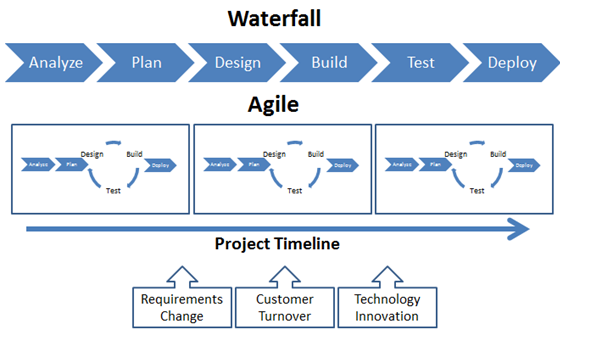 Waterfall
Analyze Plan Design Build Test Deploy
Agile
Design Build Design Build Design Build
Analyze Plan Deploy Analyze Plan Deploy Analyze Plan Deploy
Test Test Test
Project Timeline
Requirements Customer Technology
Change Turnover Innovation